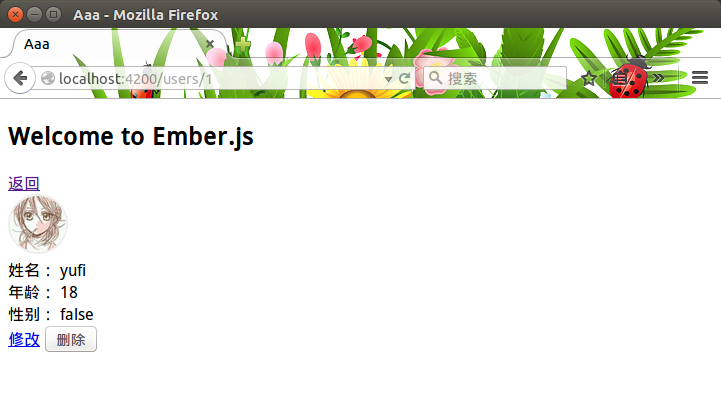 Aaa - Mozilla Firefox
Aaa
localhost:4200/users/1
搜索
Welcome to Ember.js
返回
姓名： yufi
年龄： 18
性别： false
修改 删除